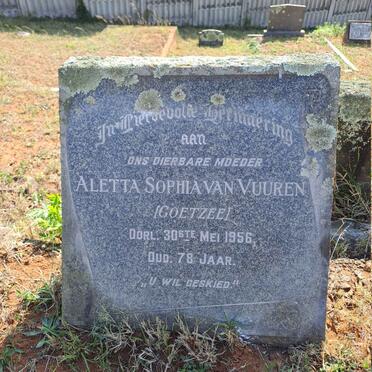 In Liefdevolle Herinnering
AAN
ONS DIERBARE MOEDER
ALETTA SOPHIA VAN VUUREN
[COETZEE]
OORL. 30STE MEI 1956,
OUD. 78 JAAR.
„U WIL GESKIED."